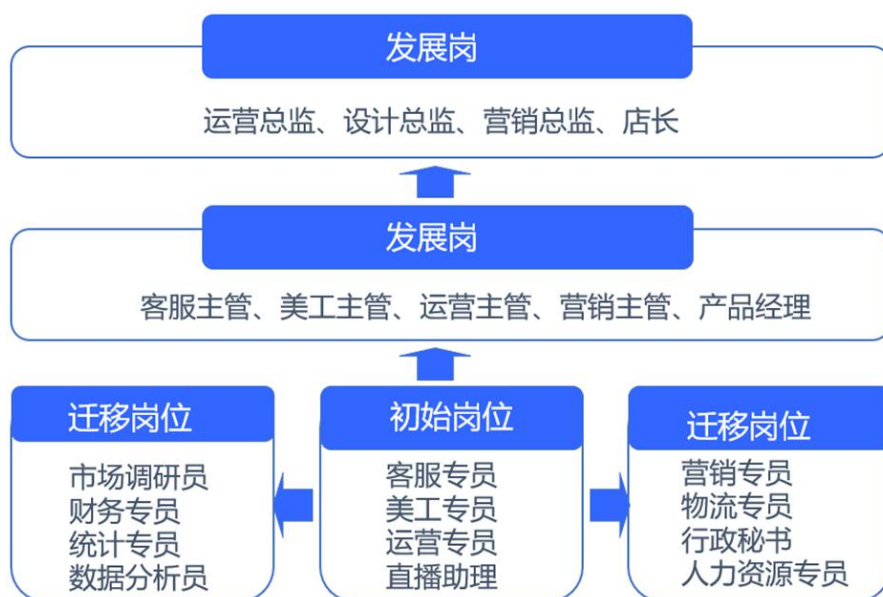 发展岗
运营总监、设计总监、营销总监、店长
发展岗
客服主管、美工主管、运营主管、营销主管、产品经理
迁移岗位
市场调研员
财务专员
统计专员
数据分析员
初始岗位
客服专员
美工专员
运营专员
直播助理
迁移岗位
营销专员
物流专员
行政秘书
人力资源专员